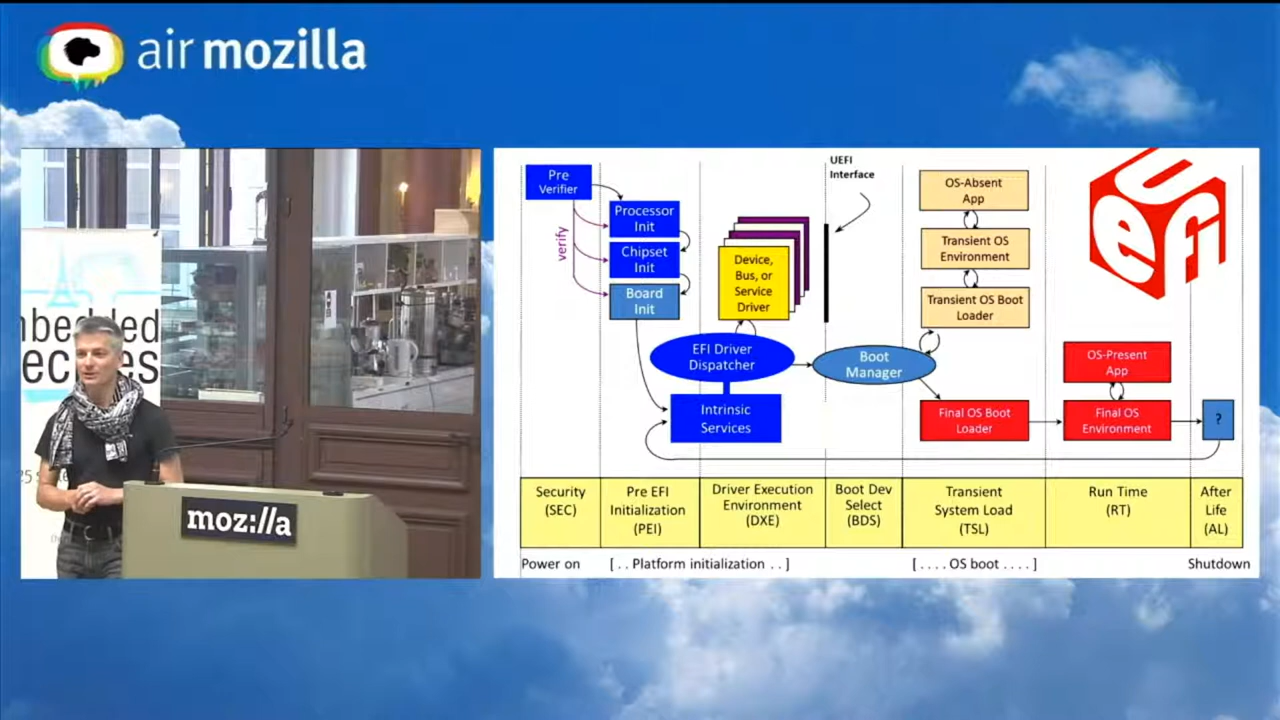 air mozilla
mbedded
ecipes
25 s
moz://a
UEFI
Interface
UEFi
Pre
Verifier
verify
Processor
Init
Chipset
Init
Board
Init
Device,
Bus, or
Service
Driver
EFI Driver
Dispatcher
Intrinsic
Services
Boot
Manager
OS-Absent
App
Transient OS
Environment
Transient OS Boot
Loader
OS-Present
App
Final OS Boot
Loader
Final OS
Environment
?
Security
(SEC)
Pre EFI
Initialization
(PEI)
Driver Execution
Environment
(DXE)
Boot Dev
Select
(BDS)
Transient
System Load
(TSL)
Run Time
(RT)
After
Life
(AL)
Power on
[ . . Platform initialization . . ]
[ . . . . OS boot . . . . ]
Shutdown